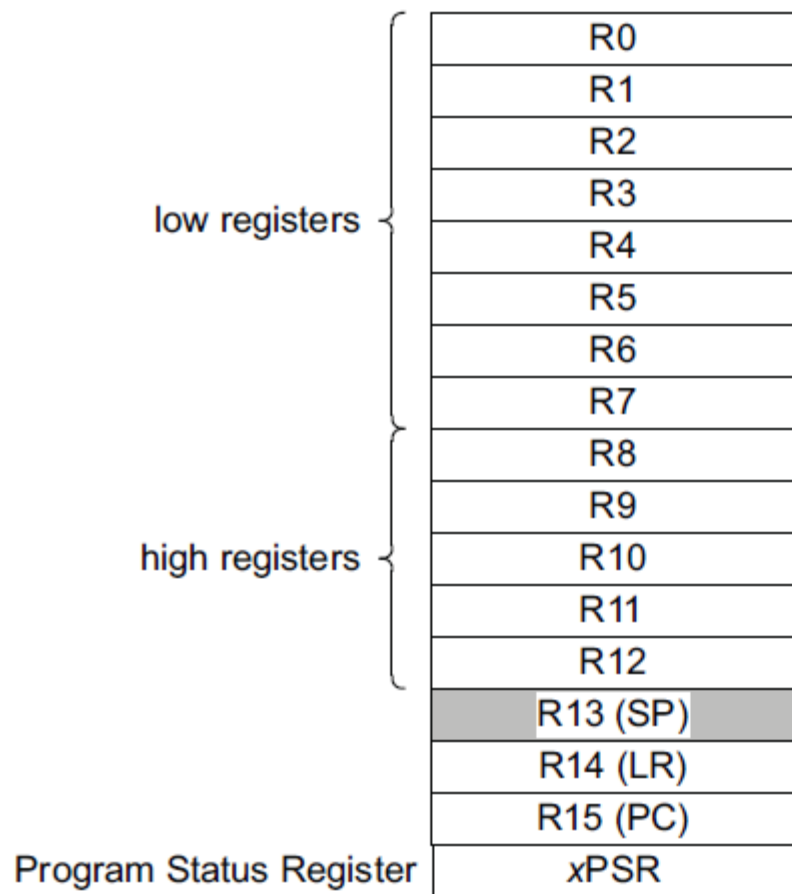 R0
R1
R2
R3
low registers
R4
R5
R6
R7
R8
R9
high registers
R10
R11
R12
R13 (SP)
R14 (LR)
R15 (PC)
Program Status Register xPSR